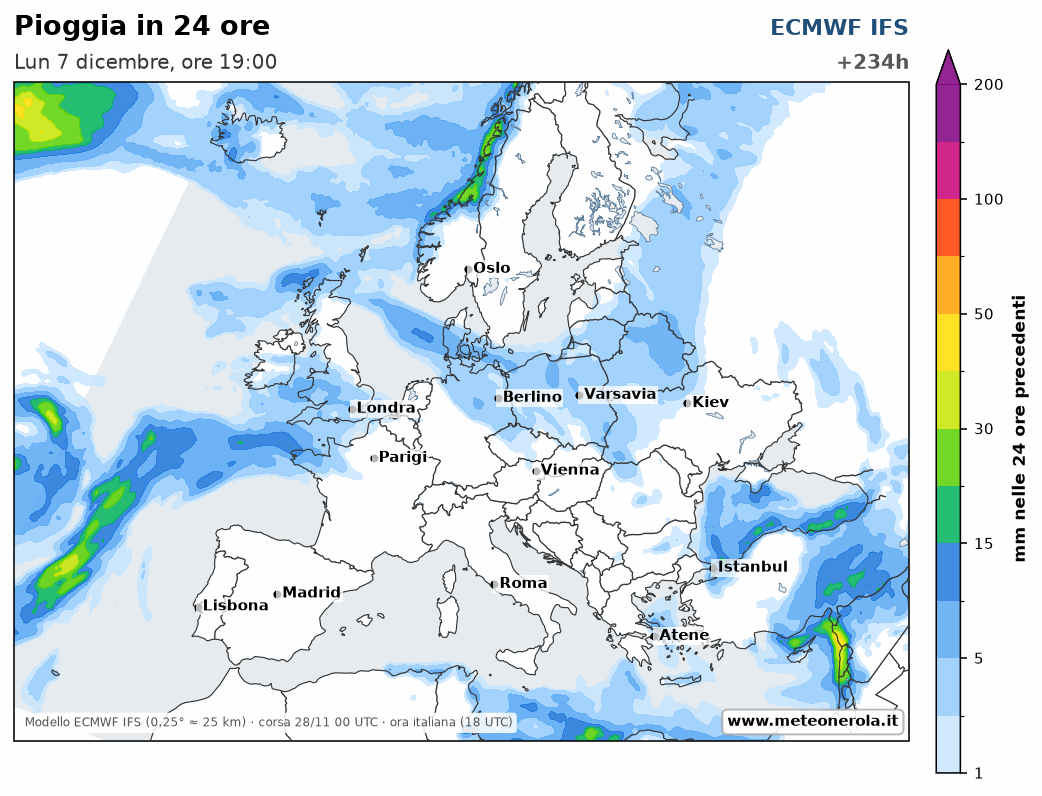 Pioggia in 24 ore
ECMWF IFS
Lun 7 dicembre, ore 19:00
+234h
200
100
50
30
15
5
1
mm nelle 24 ore precedenti
Oslo
Londra
Berlino
Varsavia
Kiev
Parigi
Vienna
Istanbul
Roma
Madrid
Lisbona
Atene
Modello ECMWF IFS (0,25° ≈ 25 km) · corsa 28/11 00 UTC · ora italiana (18 UTC)
www.meteonerola.it